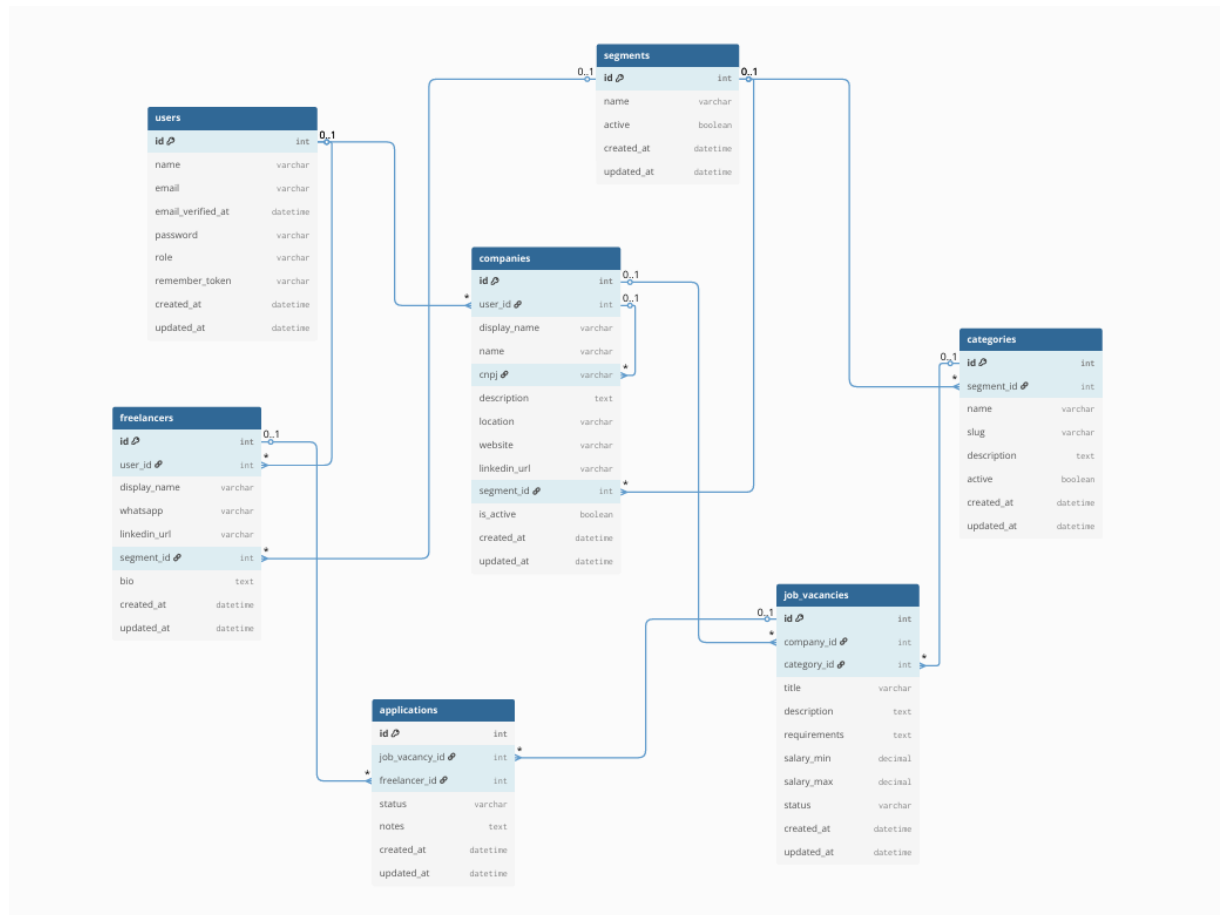 segments
0..1
id int
0..1
name varchar
active boolean
created_at datetime
updated_at datetime
users
id int
0..1
name varchar
email varchar
email_verified_at datetime
password varchar
role varchar
remember_token varchar
created_at datetime
updated_at datetime
companies
id int
0..1
*
user_id int
0..1
display_name varchar
name varchar
cnpj varchar
*
description text
location varchar
website varchar
linkedin_url varchar
segment_id int
*
is_active boolean
created_at datetime
updated_at datetime
categories
0..1
id int
*
segment_id int
name varchar
slug varchar
description text
active boolean
created_at datetime
updated_at datetime
freelancers
id int
0..1
user_id int
*
display_name varchar
whatsapp varchar
linkedin_url varchar
segment_id int
*
bio text
created_at datetime
updated_at datetime
job_vacancies
0..1
id int
*
company_id int
category_id int
*
title varchar
description text
requirements text
salary_min decimal
salary_max decimal
status varchar
created_at datetime
updated_at datetime
applications
id int
job_vacancy_id int
*
*
freelancer_id int
status varchar
notes text
created_at datetime
updated_at datetime